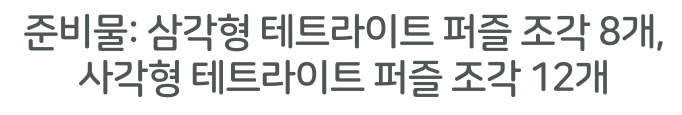 준비물: 삼각형 테트라이트 퍼즐 조각 8개,
사각형 테트라이트 퍼즐 조각 12개